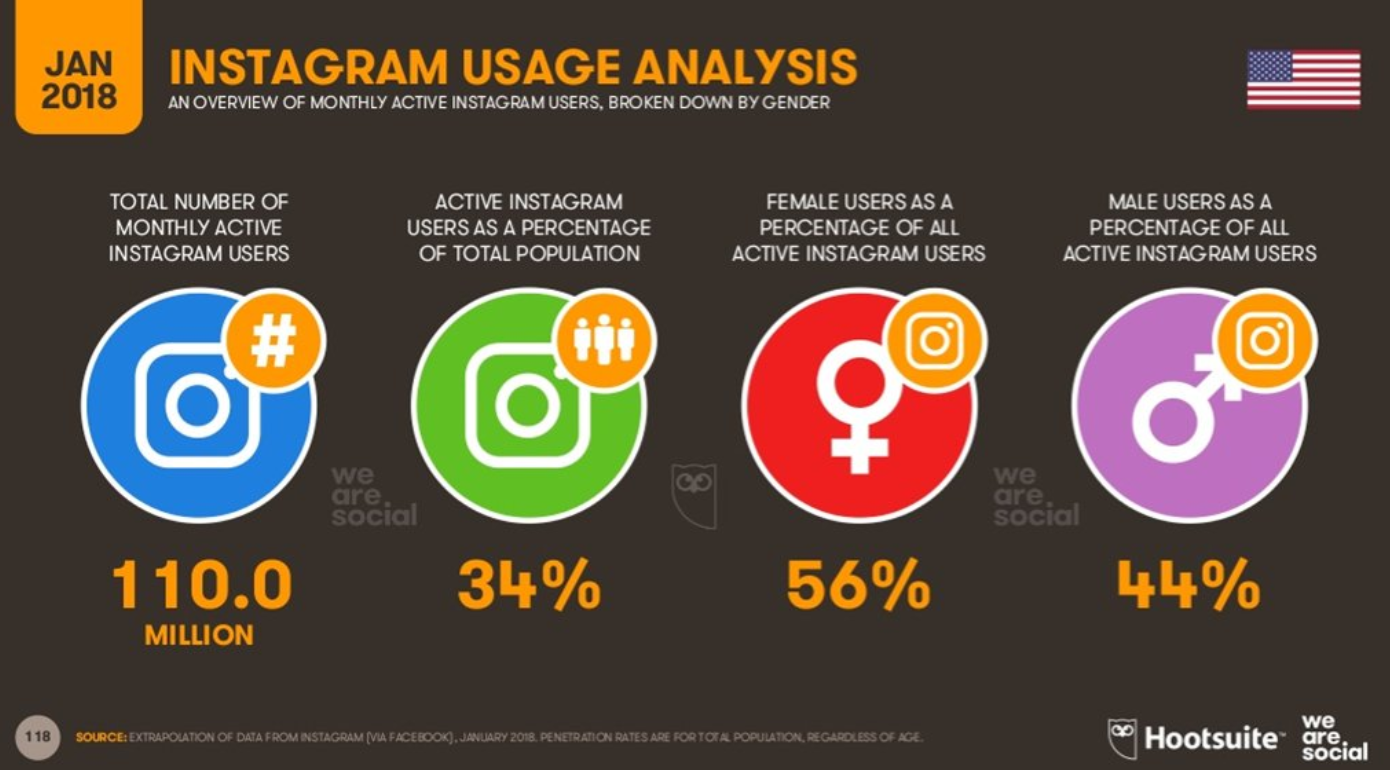 JAN
2018
INSTAGRAM USAGE ANALYSIS
AN OVERVIEW OF MONTHLY ACTIVE INSTAGRAM USERS, BROKEN DOWN BY GENDER
TOTAL NUMBER OF
MONTHLY ACTIVE
INSTAGRAM USERS
ACTIVE INSTAGRAM
USERS AS A PERCENTAGE
OF TOTAL POPULATION
FEMALE USERS AS A
PERCENTAGE OF ALL
ACTIVE INSTAGRAM USERS
MALE USERS AS A
PERCENTAGE OF ALL
ACTIVE INSTAGRAM USERS
#
we
are.
social
we
are.
social
110.0
MILLION
34%
56%
44%
118
SOURCE: EXTRAPOLATION OF DATA FROM INSTAGRAM (VIA FACEBOOK), JANUARY 2018. PENETRATION RATES ARE FOR TOTAL POPULATION, REGARDLESS OF AGE.
Hootsuite™
we
are.
social